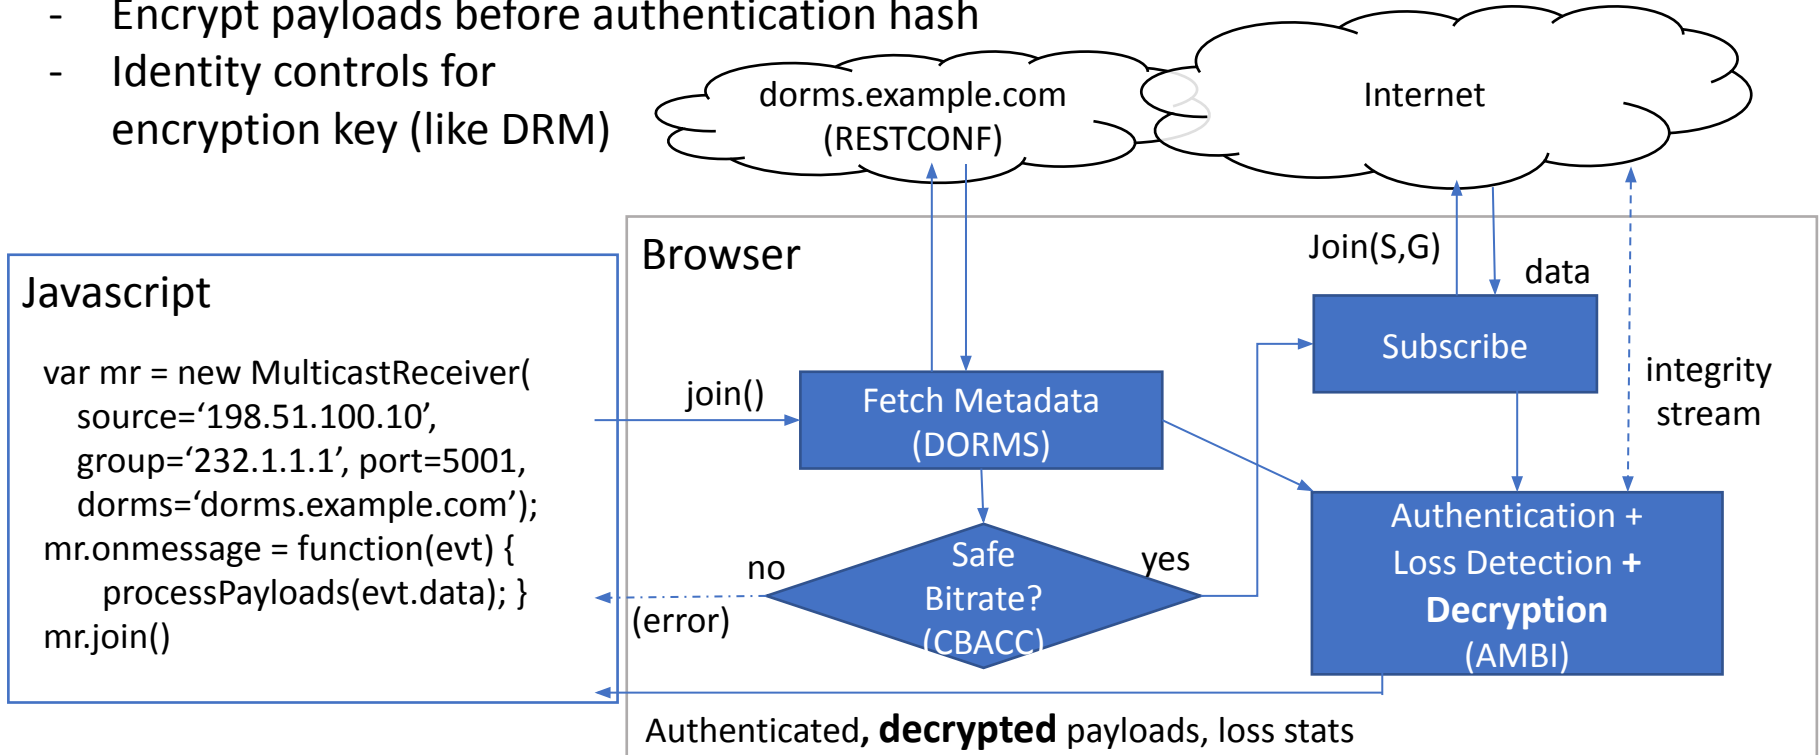 - Encrypt payloads before authentication hash
- Identity controls for
encryption key (like DRM)
dorms.example.com
(RESTCONF)
Internet
Browser
Javascript
var mr = new MulticastReceiver(
source=‘198.51.100.10’,
group=‘232.1.1.1’, port=5001,
dorms=‘dorms.example.com’);
mr.onmessage = function(evt) {
processPayloads(evt.data); }
mr.join()
join()
Fetch Metadata
(DORMS)
Join(S,G)
data
Subscribe
integrity
stream
no
(error)
Safe
Bitrate?
(CBACC)
yes
Authentication +
Loss Detection +
Decryption
(AMBI)
Authenticated, decrypted payloads, loss stats